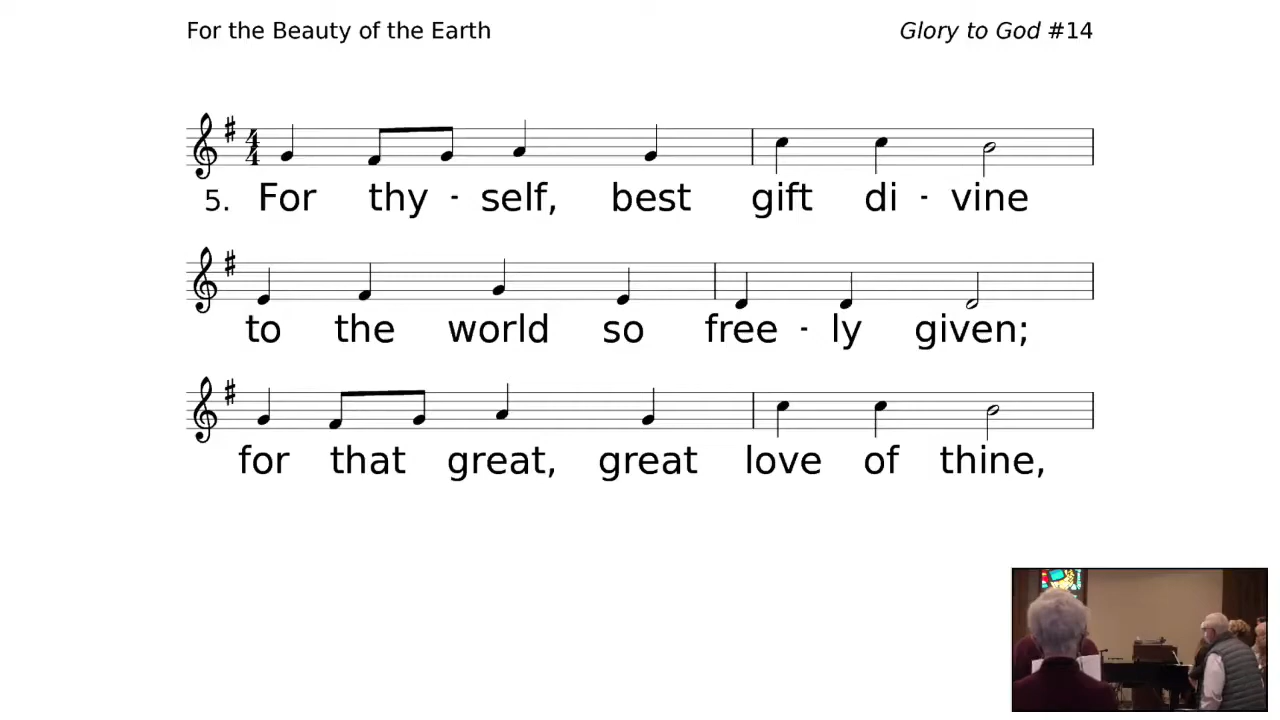 For the Beauty of the Earth
Glory to God #14
5. For thy - self, best gift di - vine
to the world so free - ly given;
for that great, great love of thine,